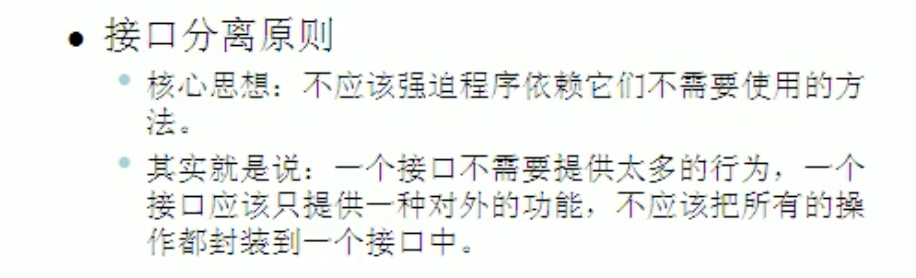 接口分离原则
核心思想：不应该强迫程序依赖它们不需要使用的方
法。
其实就是说：一个接口不需要提供太多的行为，一个
接口应该只提供一种对外的功能，不应该把所有的操
作都封装到一个接口中。